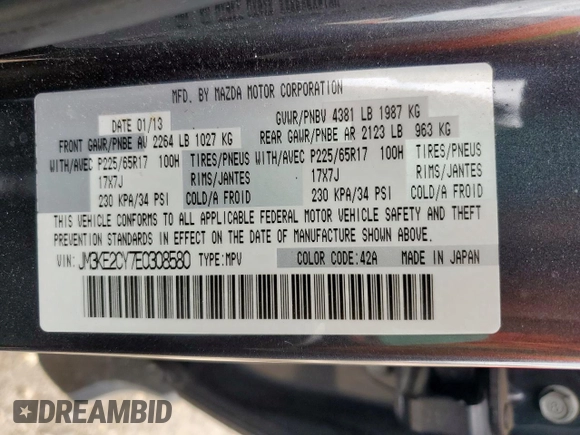 MFD. BY MAZDA MOTOR CORPORATION
DATE 01/13 GVWR/PNBV 4381 LB 1987 KG
FRONT GAWR/PNBE AV 2264 LB 1027 KG REAR GAWR/PNBE AR 2123 LB 963 KG
WITH/AVEC P225/65R17 100H TIRES/PNEUS WITH/AVEC P225/65R17 100H TIRES/PNEUS
17X7J RIMS/JANTES 17X7J RIMS/JANTES
230 KPA/34 PSI COLD/A FROID 230 KPA/34 PSI COLD/A FROID
THIS VEHICLE CONFORMS TO ALL APPLICABLE FEDERAL MOTOR VEHICLE SAFETY AND THEFT
PREVENTION STANDARDS IN EFFECT ON THE DATE OF MANUFACTURE SHOWN ABOVE.
VIN: JM3KE2CY7E0308580 TYPE:MPV COLOR CODE:42A MADE IN JAPAN
DREAMBID